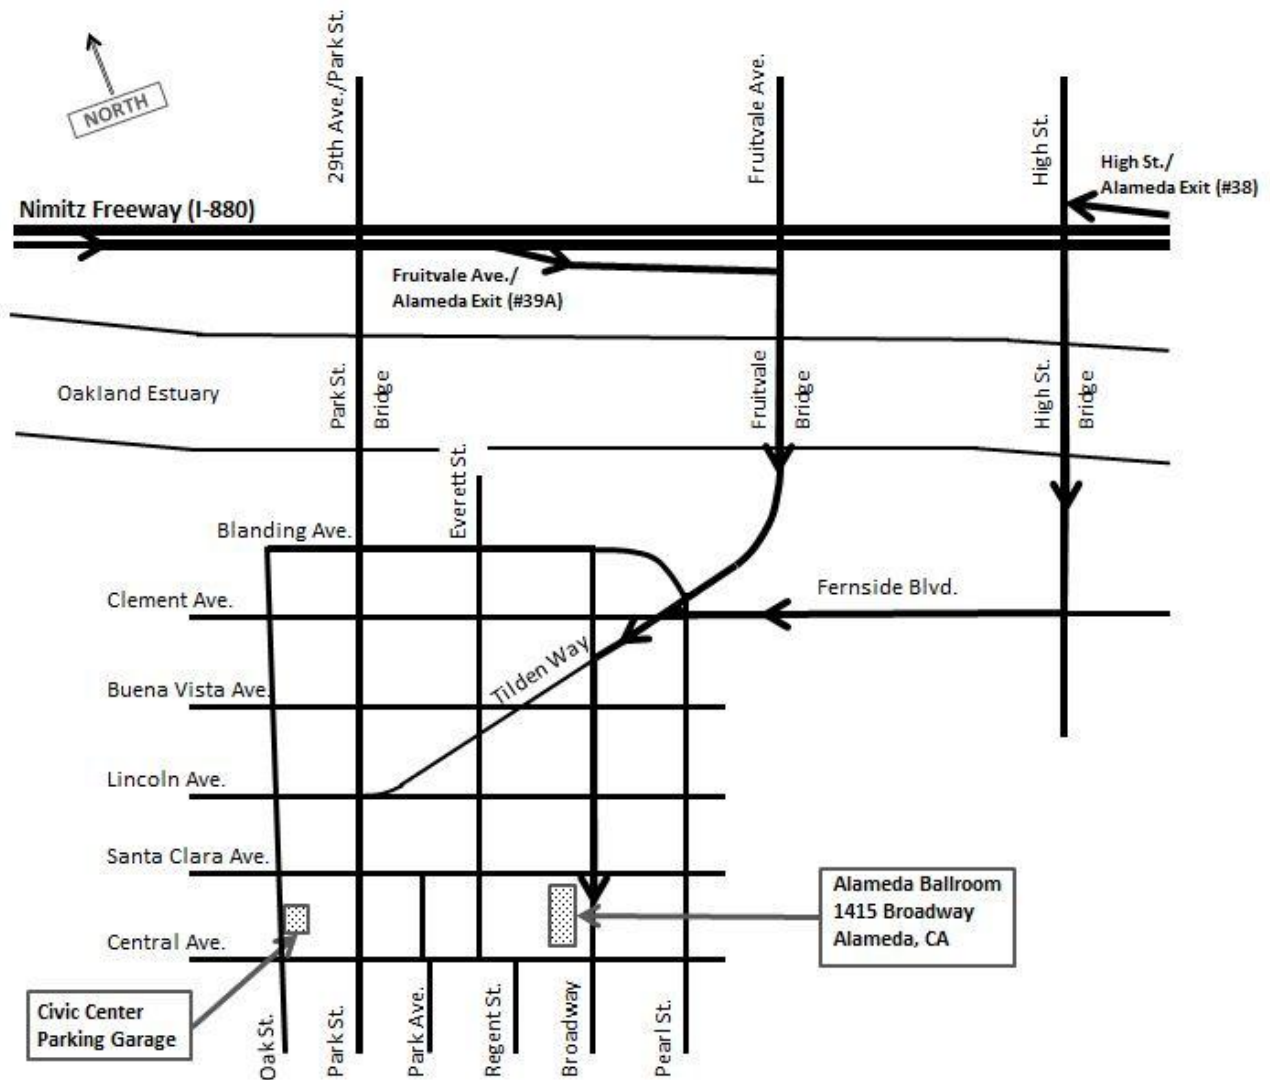 NORTH
29th Ave./Park St.
Fruitvale Ave.
High St.
High St./
Alameda Exit (#38)
Nimitz Freeway (I-880)
Fruitvale Ave./
Alameda Exit (#39A)
Oakland Estuary
Park St.
Bridge
Fruitvale
Bridge
High St.
Bridge
Everett St.
Blanding Ave.
Clement Ave.
Fernside Blvd.
Tilden Way
Buena Vista Ave.
Lincoln Ave.
Santa Clara Ave.
Alameda Ballroom
1415 Broadway
Alameda, CA
Central Ave.
Civic Center
Parking Garage
Oak St.
Park St.
Park Ave.
Regent St.
Broadway
Pearl St.